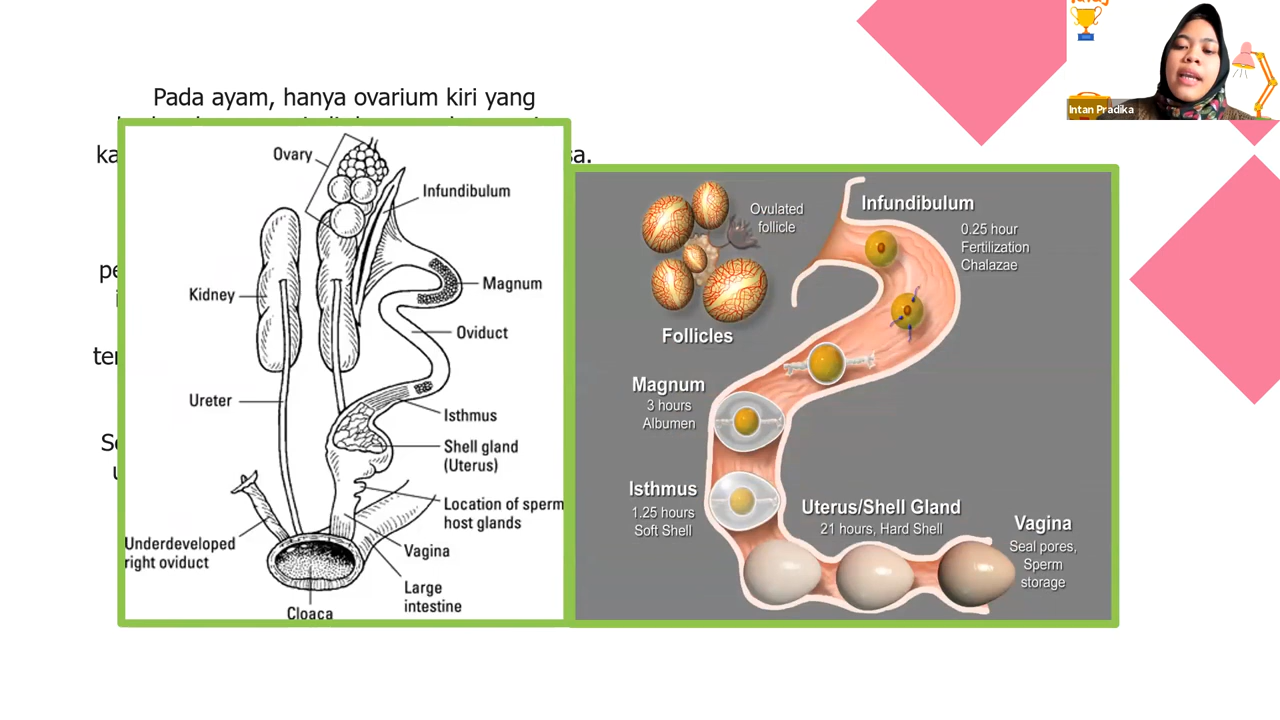 Pada ayam, hanya ovarium kiri yang
Ovary
Infundibulum
Kidney
Magnum
Oviduct
Ureter
Isthmus
Shell gland
(Uterus)
Location of sperm
host glands
Underdeveloped
right oviduct
Vagina
Large
intestine
Cloaca
Ovulated
follicle
Follicles
Infundibulum
0.25 hour
Fertilization
Chalazae
Magnum
3 hours
Albumen
Isthmus
1.25 hours
Soft Shell
Uterus/Shell Gland
21 hours, Hard Shell
Vagina
Seal pores,
Sperm
storage
Intan Pradika